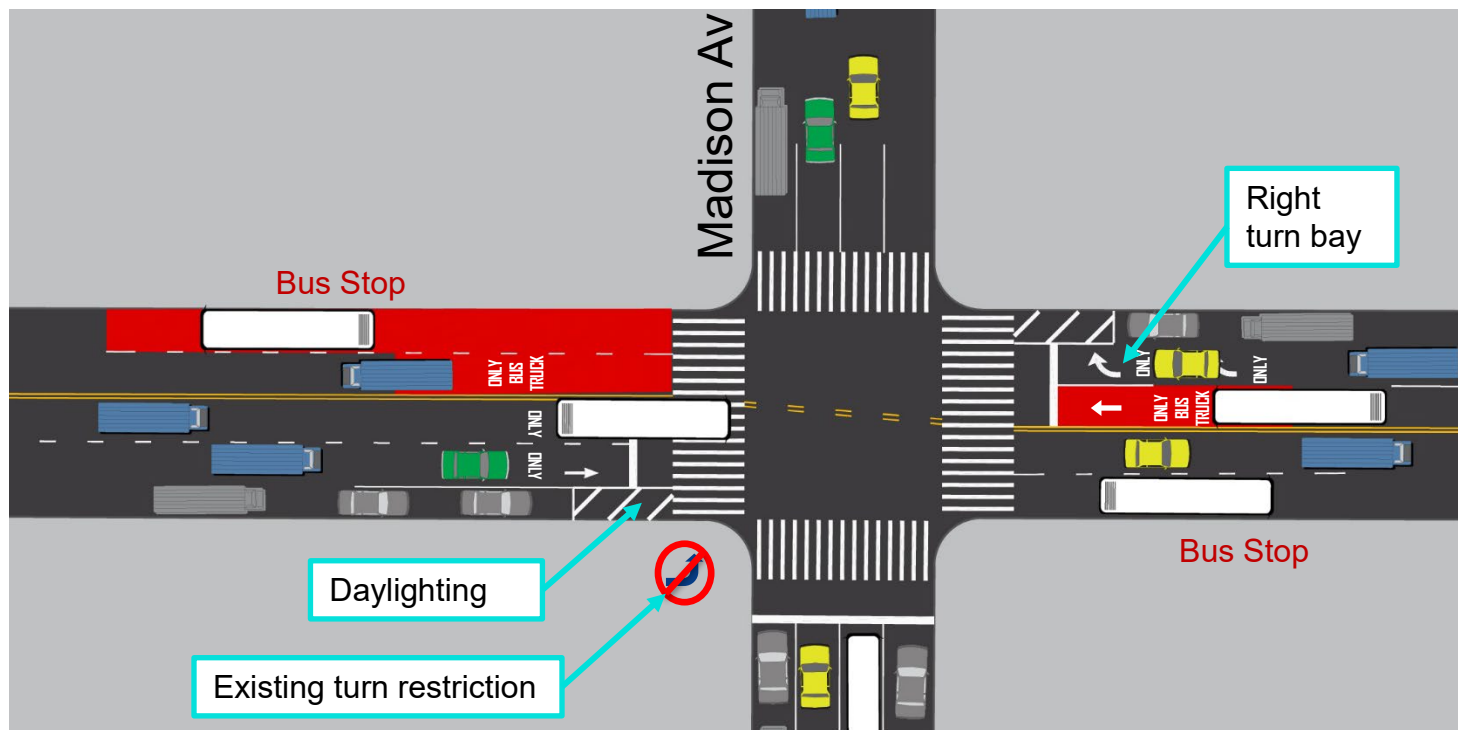 Madison Av
Right
turn bay
Bus Stop
ONLY
BUS
TRUCK
ONLY
ONLY
ONLY
ONLY
ONLY
BUS
TRUCK
Bus Stop
Daylighting
Existing turn restriction